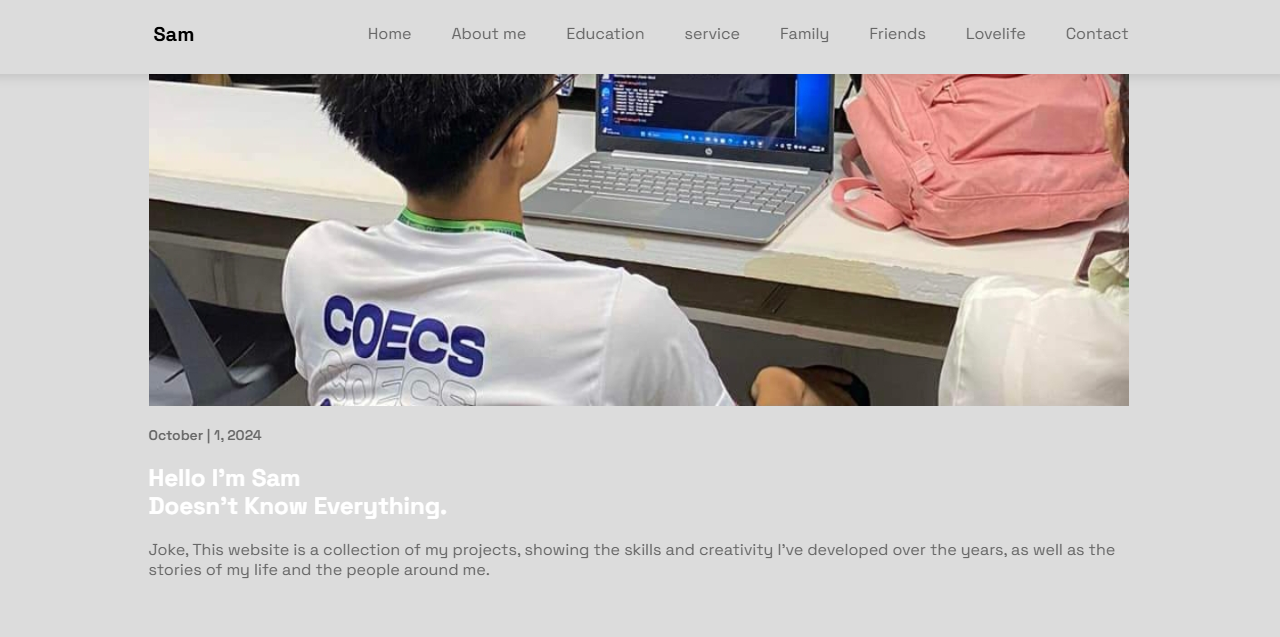 Sam
Home About me Education service Family Friends Lovelife Contact
COECS
COECS
October | 1, 2024
Hello I'm Sam
Doesn't Know Everything.
Joke, This website is a collection of my projects, showing the skills and creativity I've developed over the years, as well as the
stories of my life and the people around me.